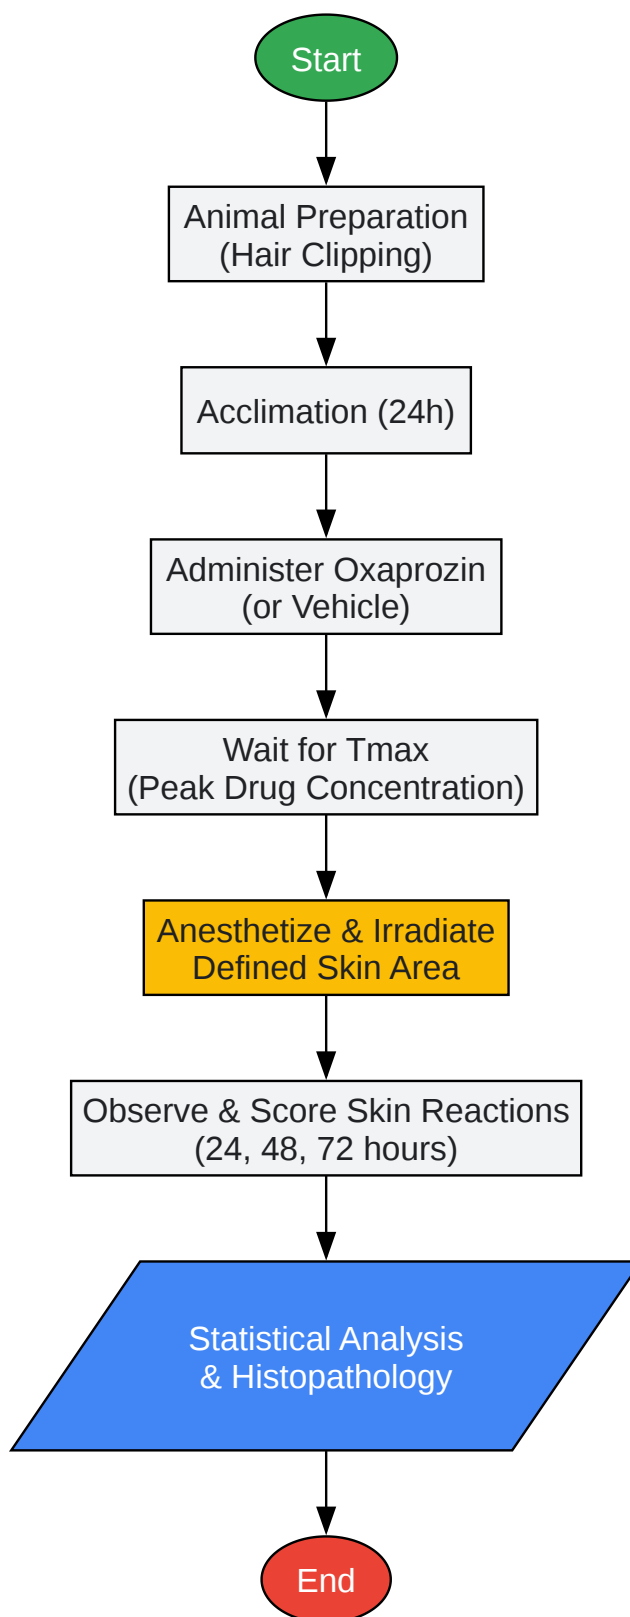 Start
Animal Preparation
(Hair Clipping)
Acclimation (24h)
Administer Oxaprozin
(or Vehicle)
Wait for Tmax
(Peak Drug Concentration)
Anesthetize & Irradiate
Defined Skin Area
Observe & Score Skin Reactions
(24, 48, 72 hours)
Statistical Analysis
& Histopathology
End